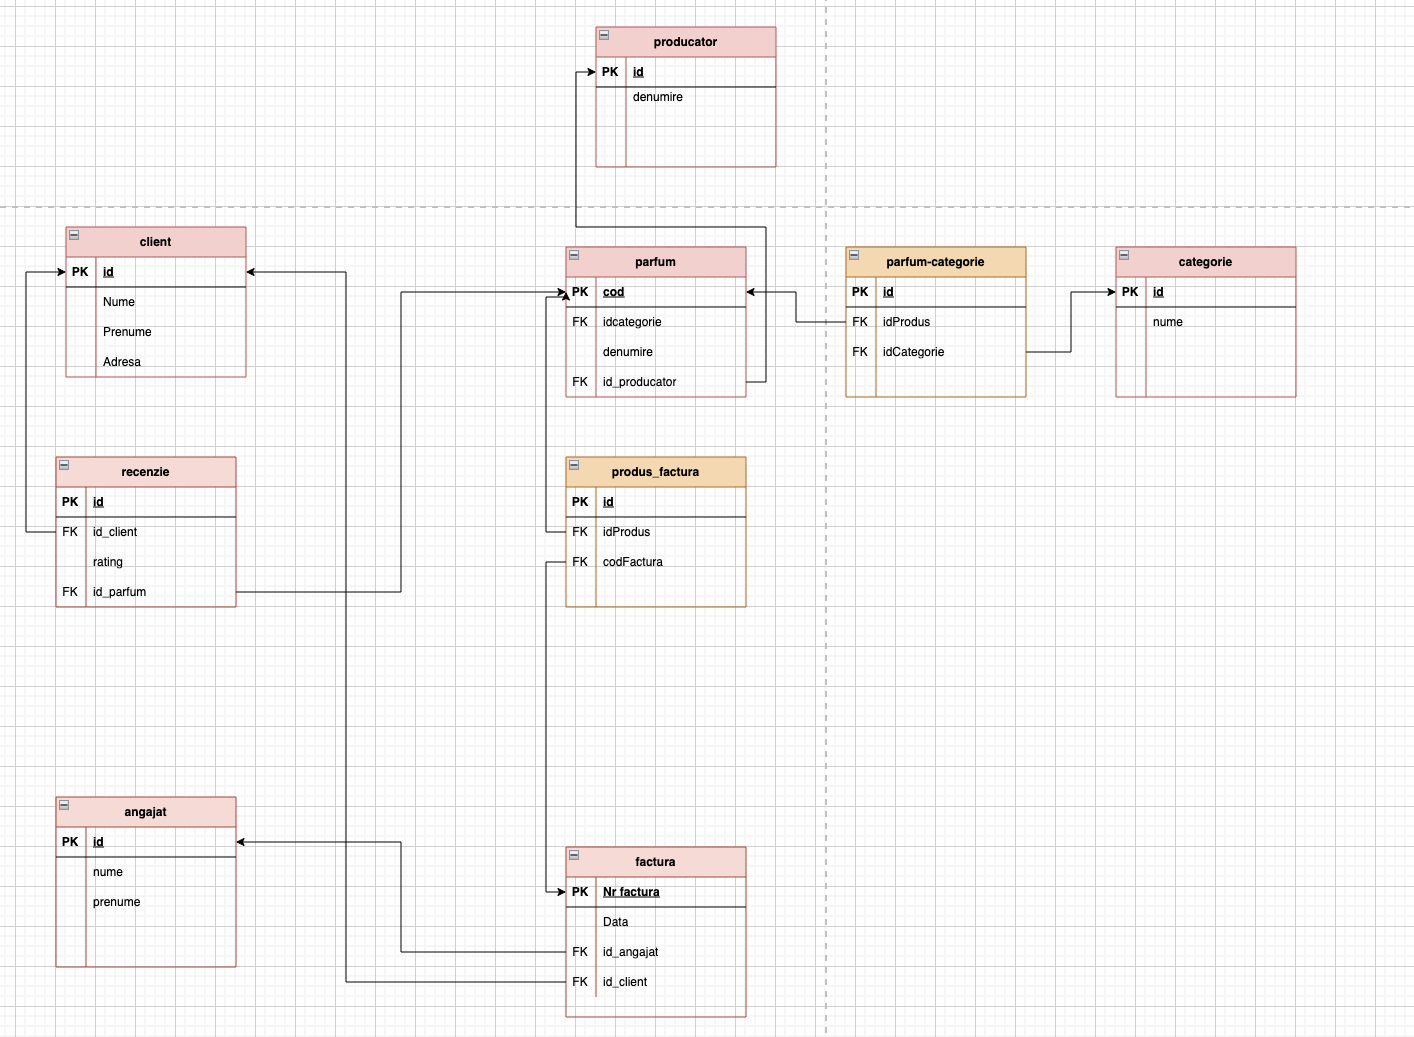 producator
PK id
denumire
client
PK id
Nume
Prenume
Adresa
parfum
PK cod
FK idcategorie
denumire
FK id_producator
parfum-categorie
PK id
FK idProdus
FK idCategorie
categorie
PK id
nume
recenzie
PK id
FK id_client
rating
FK id_parfum
produs_factura
PK id
FK idProdus
FK codFactura
angajat
PK id
nume
prenume
factura
PK Nr factura
Data
FK id_angajat
FK id_client